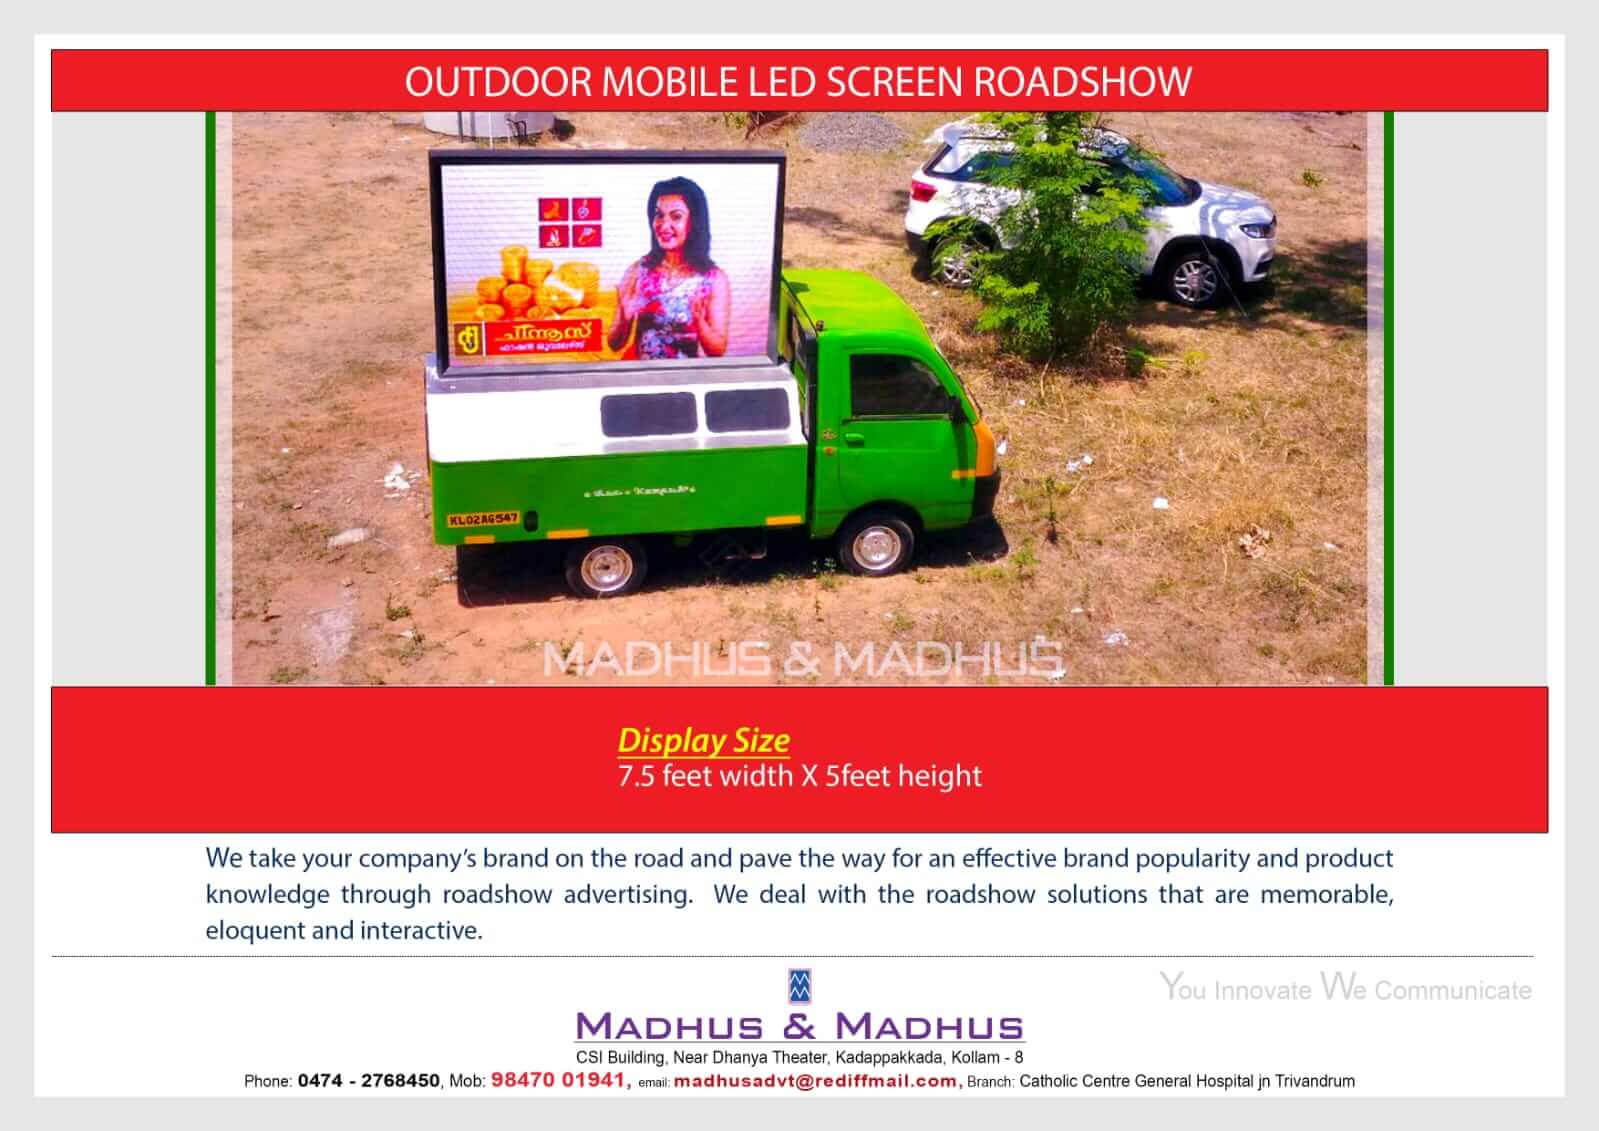 OUTDOOR MOBILE LED SCREEN ROADSHOW
ചിന്നൂസ്
ഫാഷൻ ജുവലേഴ്സ്
KL02AG547
MADHUS & MADHUS
Display Size
7.5 feet width X 5feet height
We take your company’s brand on the road and pave the way for an effective brand popularity and product
knowledge through roadshow advertising. We deal with the roadshow solutions that are memorable,
eloquent and interactive.
You Innovate We Communicate
MADHUS & MADHUS
CSI Building, Near Dhanya Theater, Kadappakkada, Kollam - 8
Phone: 0474 - 2768450, Mob: 98470 01941, email: madhusadvt@rediffmail.com, Branch: Catholic Centre General Hospital jn Trivandrum